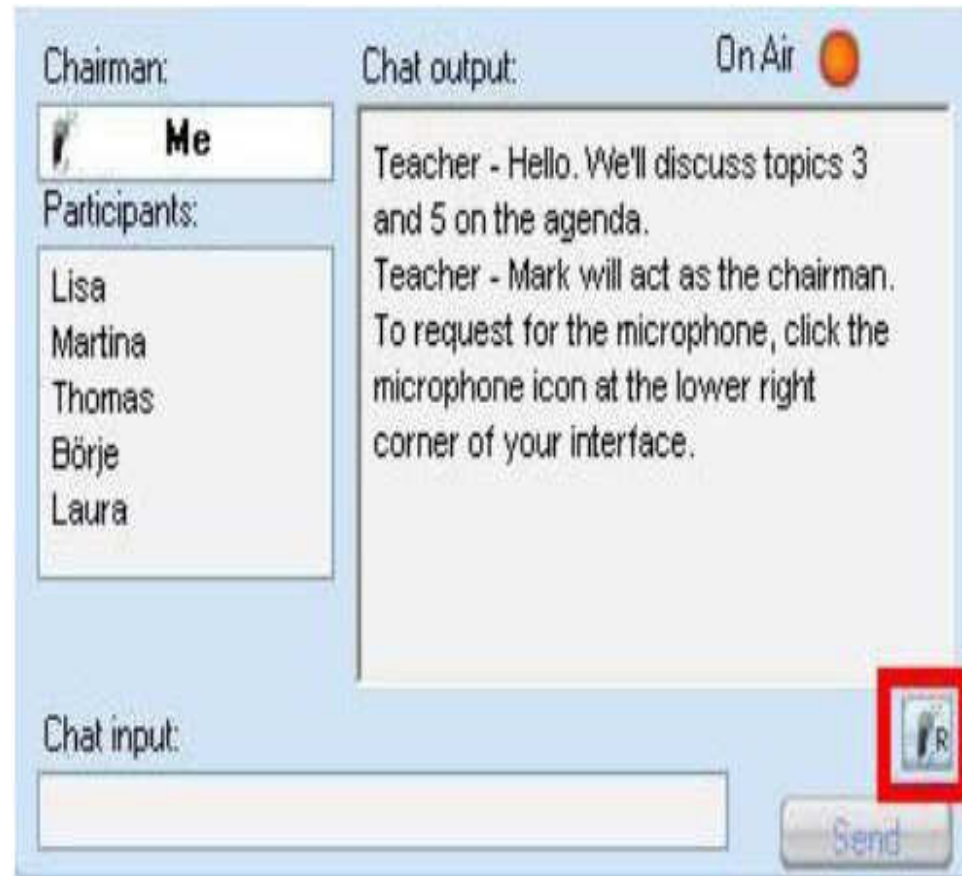 Chairman:
Me
Participants:
Lisa
Martina
Thomas
Börje
Laura
Chat output:
On Air
Teacher - Hello. We'll discuss topics 3
and 5 on the agenda.
Teacher - Mark will act as the chairman.
To request for the microphone, click the
microphone icon at the lower right
corner of your interface.
R
Chat input:
Send